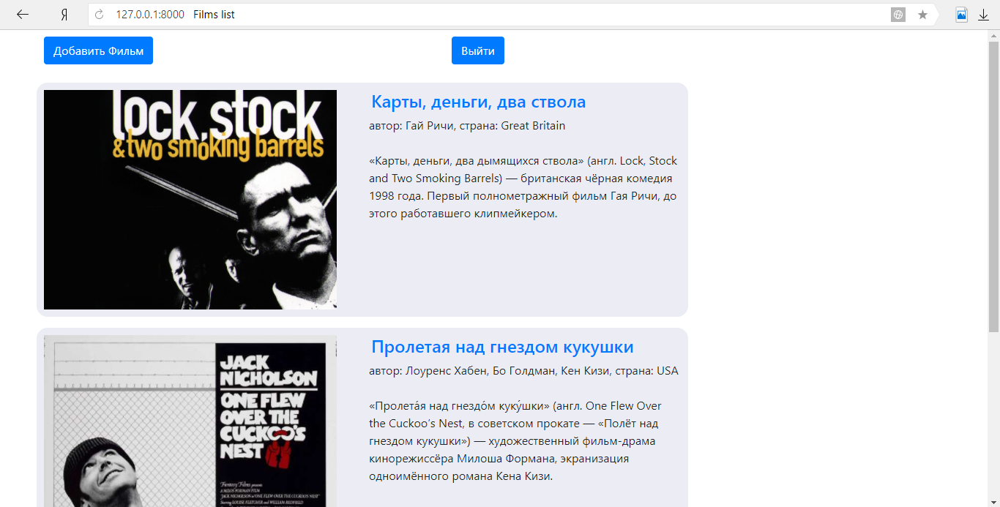 Я
127.0.0.1:8000 Films list
Добавить Фильм
Выйти
lock, stock
& two smoking barrels
Карты, деньги, два ствола
автор: Гай Ричи, страна: Great Britain
«Карты, деньги, два дымящихся ствола» (англ. Lock, Stock
and Two Smoking Barrels) — британская чёрная комедия
1998 года. Первый полнометражный фильм Гая Ричи, до
этого работавшего клипмейкером.
JACK
NICHOLSON
ONE FLEW
OVER THE
CUCKOO'S
NEST
Fantasy Films presents
A MILOS FORMAN FILM
"JACK NICHOLSON in "ONE FLEW OVER THE CUCKOO'S NEST"
Starring LOUISE FLETCHER and WILLIAM REDFIELD
Пролетая над гнездом кукушки
автор: Лоуренс Хабен, Бо Голдман, Кен Кизи, страна: USA
«Пролета́я над гнездо́м куку́шки» (англ. One Flew Over
the Cuckoo’s Nest, в советском прокате — «Полёт над
гнездом кукушки») — художественный фильм-драма
кинорежиссёра Милоша Формана, экранизация
одноимённого романа Кена Кизи.